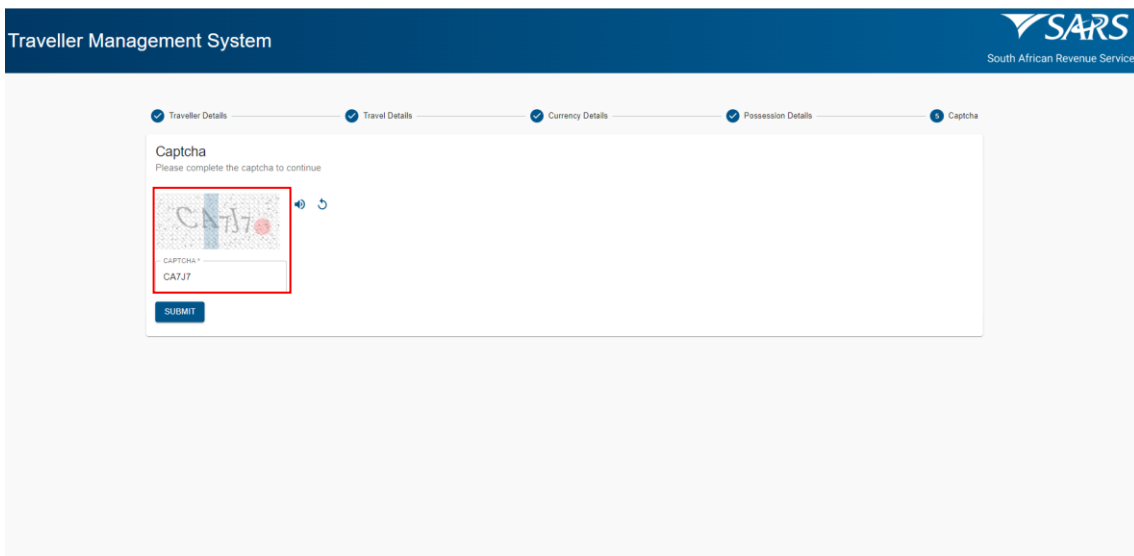 Traveller Management System
SARS
South African Revenue Service
Traveller Details
Travel Details
Currency Details
Possession Details
5 Captcha
Captcha
Please complete the captcha to continue
CA7J7
CAPTCHA *
CA7J7
SUBMIT